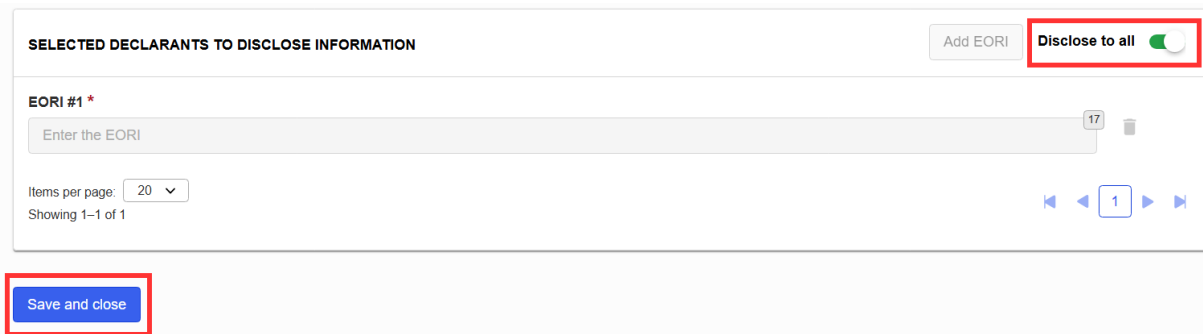 SELECTED DECLARANTS TO DISCLOSE INFORMATION
Add EORI
Disclose to all
EORI #1 *
17
Enter the EORI
Items per page: 20
Showing 1–1 of 1
1
Save and close